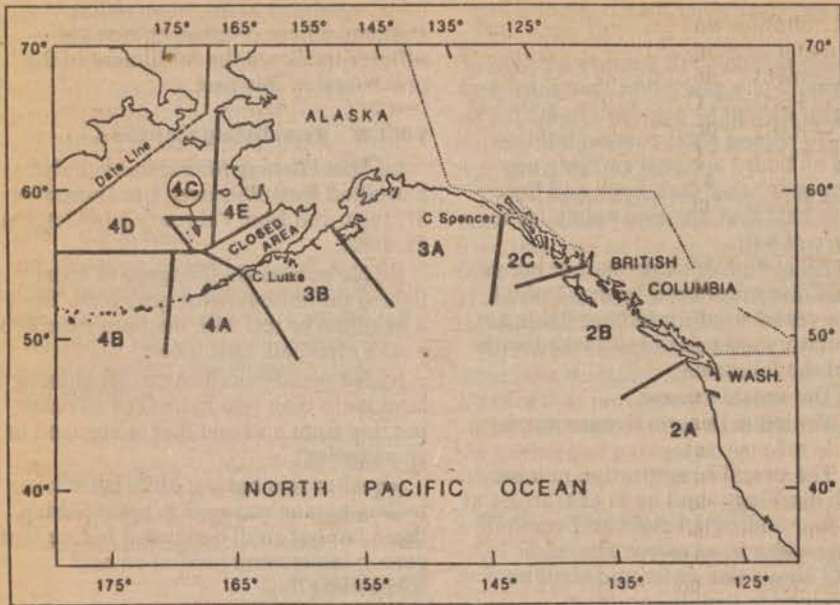 175° 165° 155° 145° 135° 125°
70° 70°
ALASKA
Date Line
60° 4C 4E 60°
4D CLOSED AREA C Spencer 3A
2C BRITISH
C Lutke 3B COLUMBIA
50° 4B 4A 2B 50°
WASH.
2A
40° NORTH PACIFIC OCEAN 40°
175° 165° 155° 145° 135° 125°